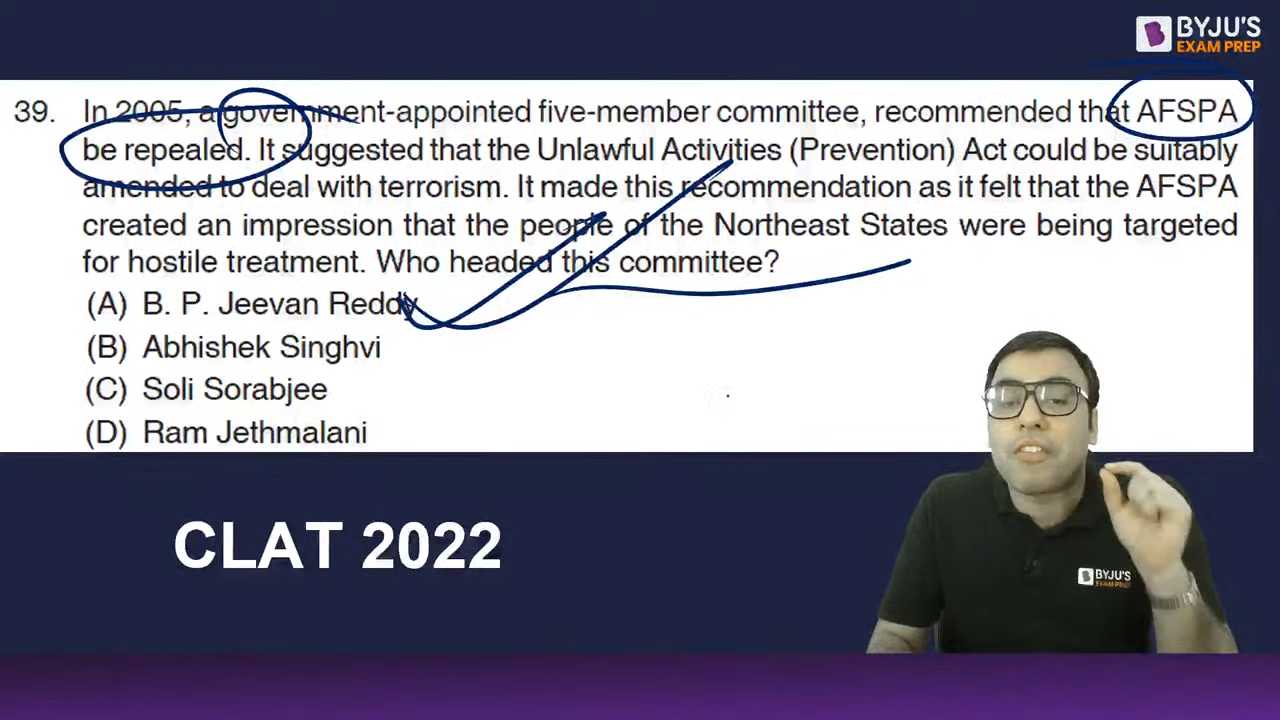 BYJU'S
EXAM PREP
39. In 2005, a government-appointed five-member committee, recommended that AFSPA
be repealed. It suggested that the Unlawful Activities (Prevention) Act could be suitably
amended to deal with terrorism. It made this recommendation as it felt that the AFSPA
created an impression that the people of the Northeast States were being targeted
for hostile treatment. Who headed this committee?
(A) B. P. Jeevan Reddy
(B) Abhishek Singhvi
(C) Soli Sorabjee
(D) Ram Jethmalani
CLAT 2022
BYJU'S
EXAM PREP